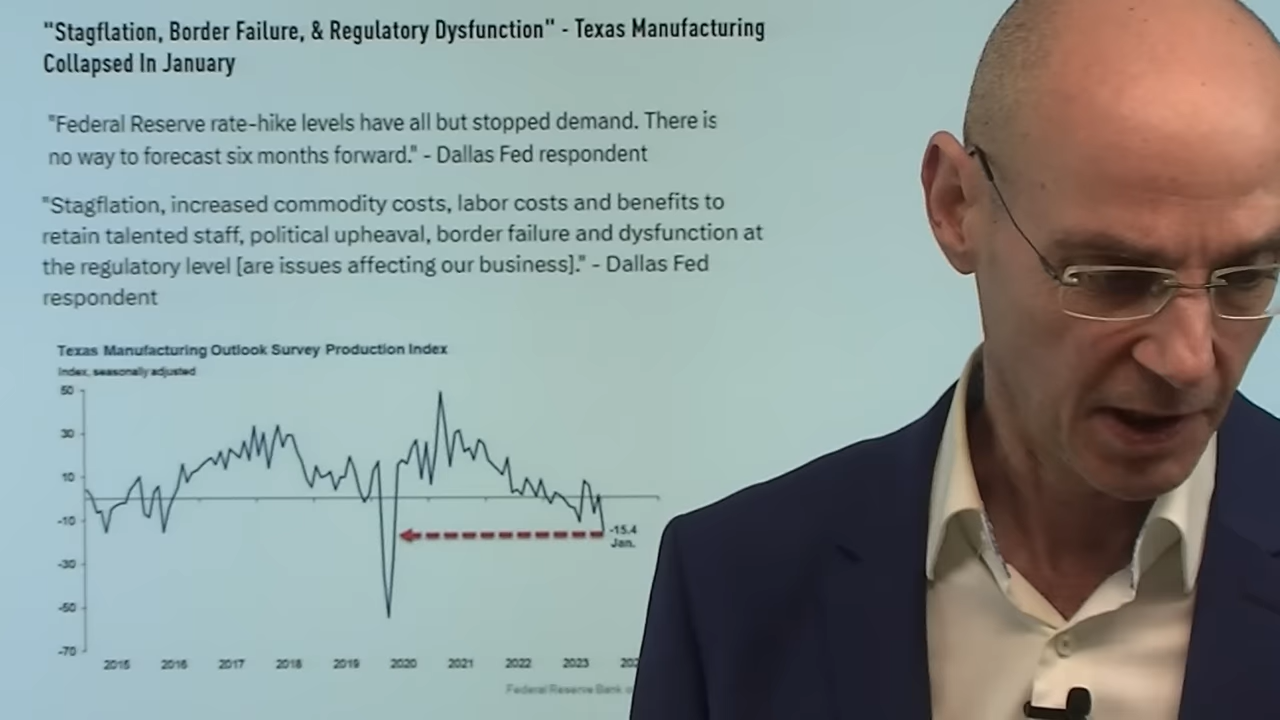 "Stagflation, Border Failure, & Regulatory Dysfunction" - Texas Manufacturing
Collapsed In January
"Federal Reserve rate-hike levels have all but stopped demand. There is
no way to forecast six months forward." - Dallas Fed respondent
"Stagflation, increased commodity costs, labor costs and benefits to
retain talented staff, political upheaval, border failure and dysfunction at
the regulatory level [are issues affecting our business]." - Dallas Fed
respondent
Texas Manufacturing Outlook Survey Production Index
Index, seasonally adjusted
50
30
10
-10
-30
-50
-70
-15.4
Jan.
2015 2016 2017 2018 2019 2020 2021 2022 2023 202
Federal Reserve Bank